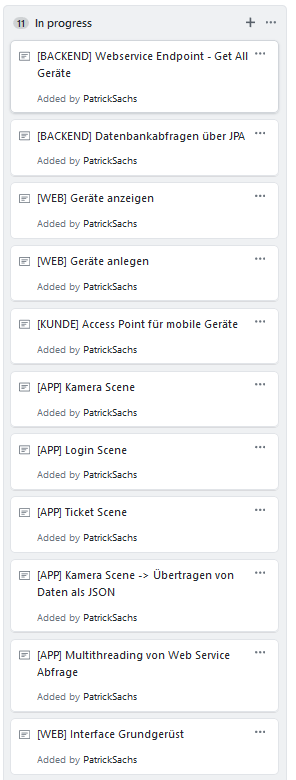 11 In progress
[BACKEND] Webservice Endpoint - Get All
Geräte
Added by PatrickSachs
[BACKEND] Datenbankabfragen über JPA
Added by PatrickSachs
[WEB] Geräte anzeigen
Added by PatrickSachs
[WEB] Geräte anlegen
Added by PatrickSachs
[KUNDE] Access Point für mobile Geräte
Added by PatrickSachs
[APP] Kamera Scene
Added by PatrickSachs
[APP] Login Scene
Added by PatrickSachs
[APP] Ticket Scene
Added by PatrickSachs
[APP] Kamera Scene -> Übertragen von
Daten als JSON
Added by PatrickSachs
[APP] Multithreading von Web Service
Abfrage
Added by PatrickSachs
[WEB] Interface Grundgerüst
Added by PatrickSachs